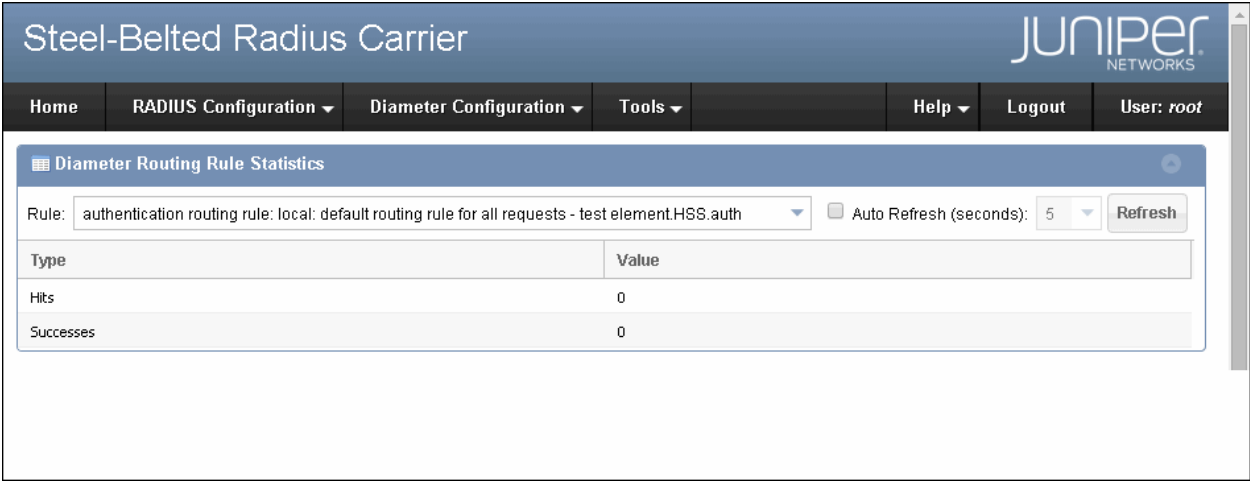 Steel-Belted Radius Carrier
JUNIPER
NETWORKS
Home RADIUS Configuration Diameter Configuration Tools Help Logout User: root
Diameter Routing Rule Statistics
Rule: authentication routing rule: local: default routing rule for all requests - test element.HSS.auth Auto Refresh (seconds): 5 Refresh
Type Value
Hits 0
Successes 0